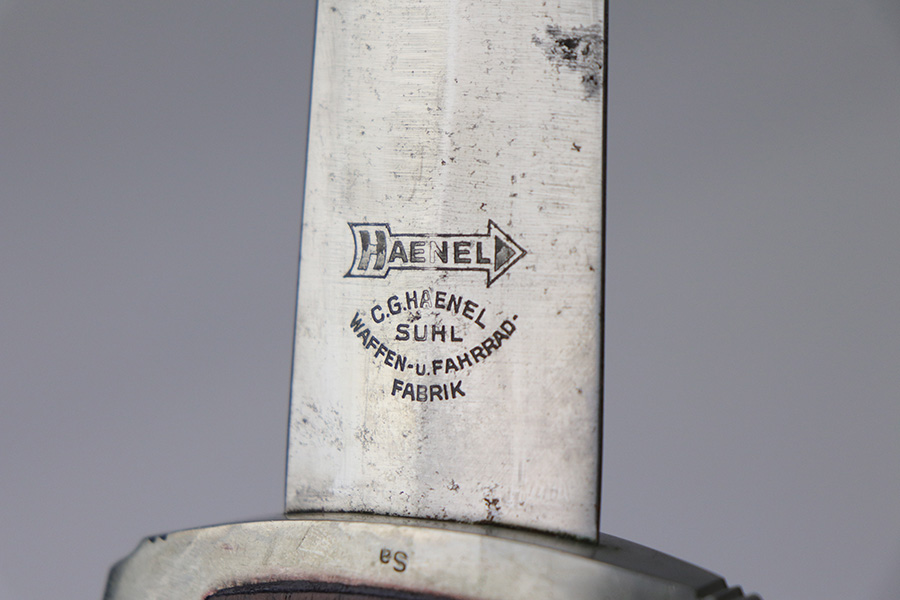 HAENEL
C.G.HAENEL
SUHL
WAFFEN-U.FAHRRAD-
FABRIK
Sa